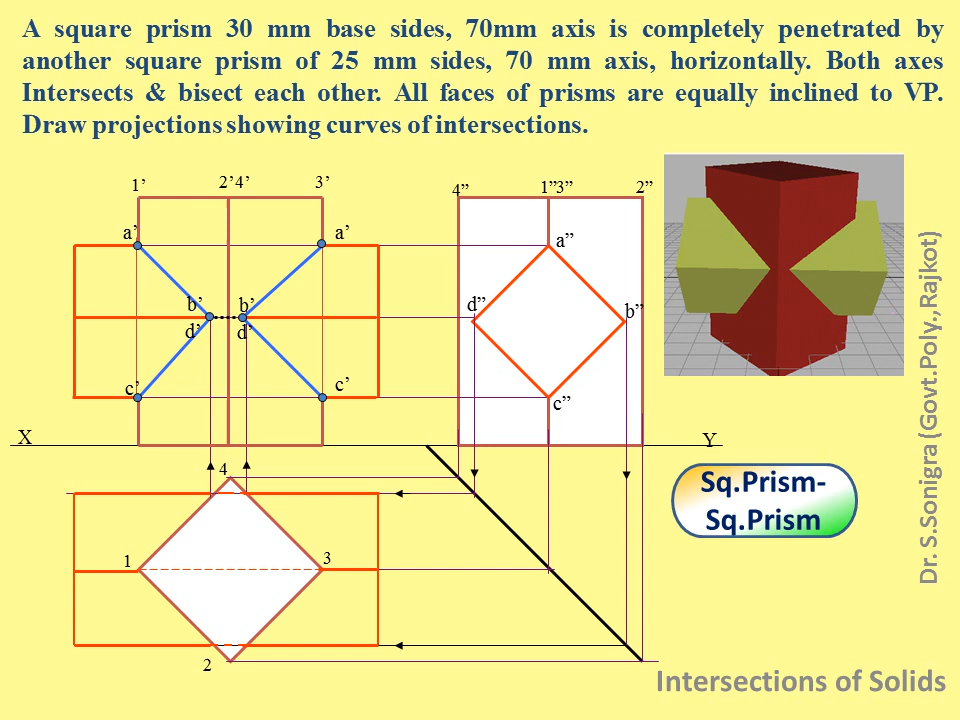 A square prism 30 mm base sides, 70mm axis is completely penetrated by
another square prism of 25 mm sides, 70 mm axis, horizontally. Both axes
Intersects & bisect each other. All faces of prisms are equally inclined to VP.
Draw projections showing curves of intersections.
1’ 2’4’ 3’ 4” 1”3” 2”
a’ a’ a”
b’ b’ d” b”
d’ d’
c’ c’ c”
X Y
4
1 3
2
Sq.Prism-
Sq.Prism
Dr. S.Sonigra (Govt.Poly.,Rajkot)
Intersections of Solids